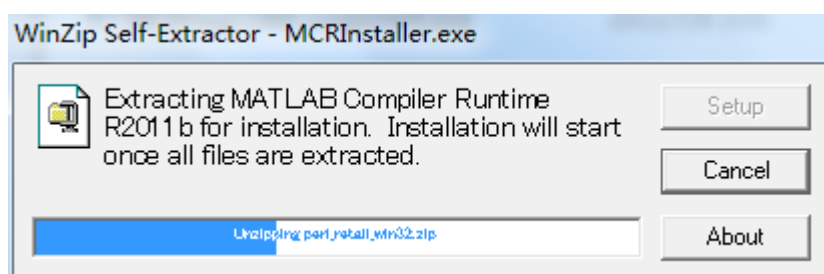 WinZip Self-Extractor - MCRInstaller.exe
Extracting MATLAB Compiler Runtime
R2011b for installation. Installation will start
once all files are extracted.
Setup
Cancel
Unzipping perl_retail_win32.zip
About